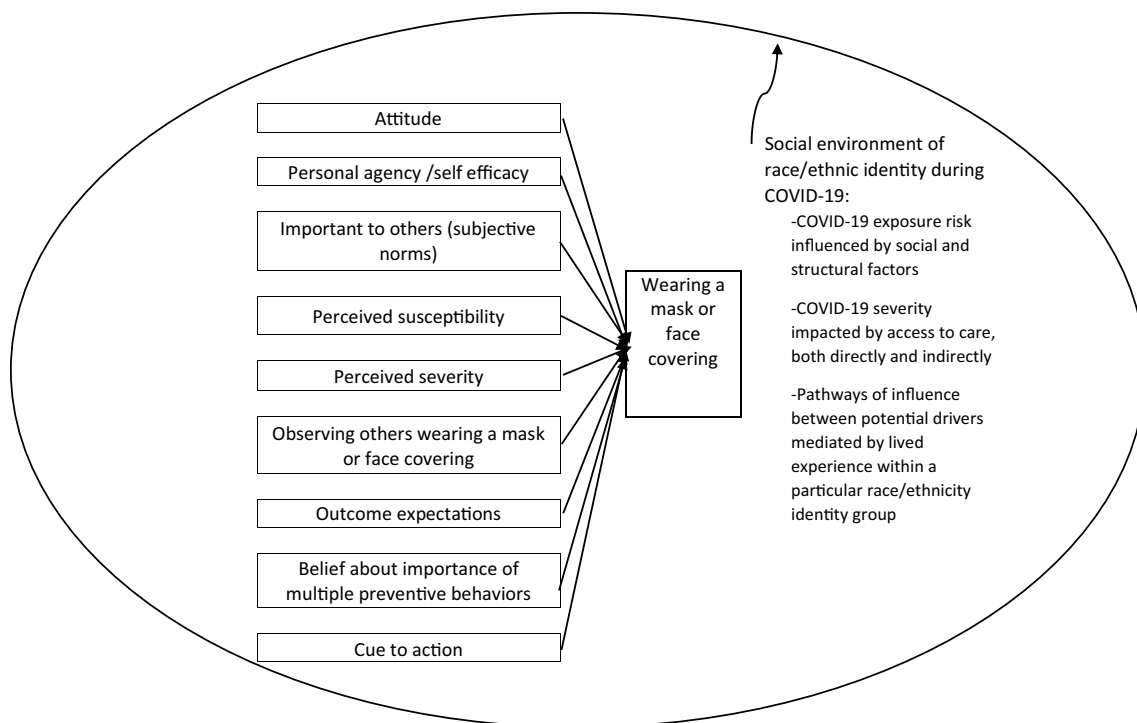 Attitude
Personal agency /self efficacy
Important to others (subjective
norms)
Perceived susceptibility
Perceived severity
Observing others wearing a mask
or face covering
Outcome expectations
Belief about importance of
multiple preventive behaviors
Cue to action
Wearing a
mask or
face
covering
Social environment of
race/ethnic identity during
COVID-19:
-COVID-19 exposure risk
influenced by social and
structural factors
-COVID-19 severity
impacted by access to care,
both directly and indirectly
-Pathways of influence
between potential drivers
mediated by lived
experience within a
particular race/ethnicity
identity group